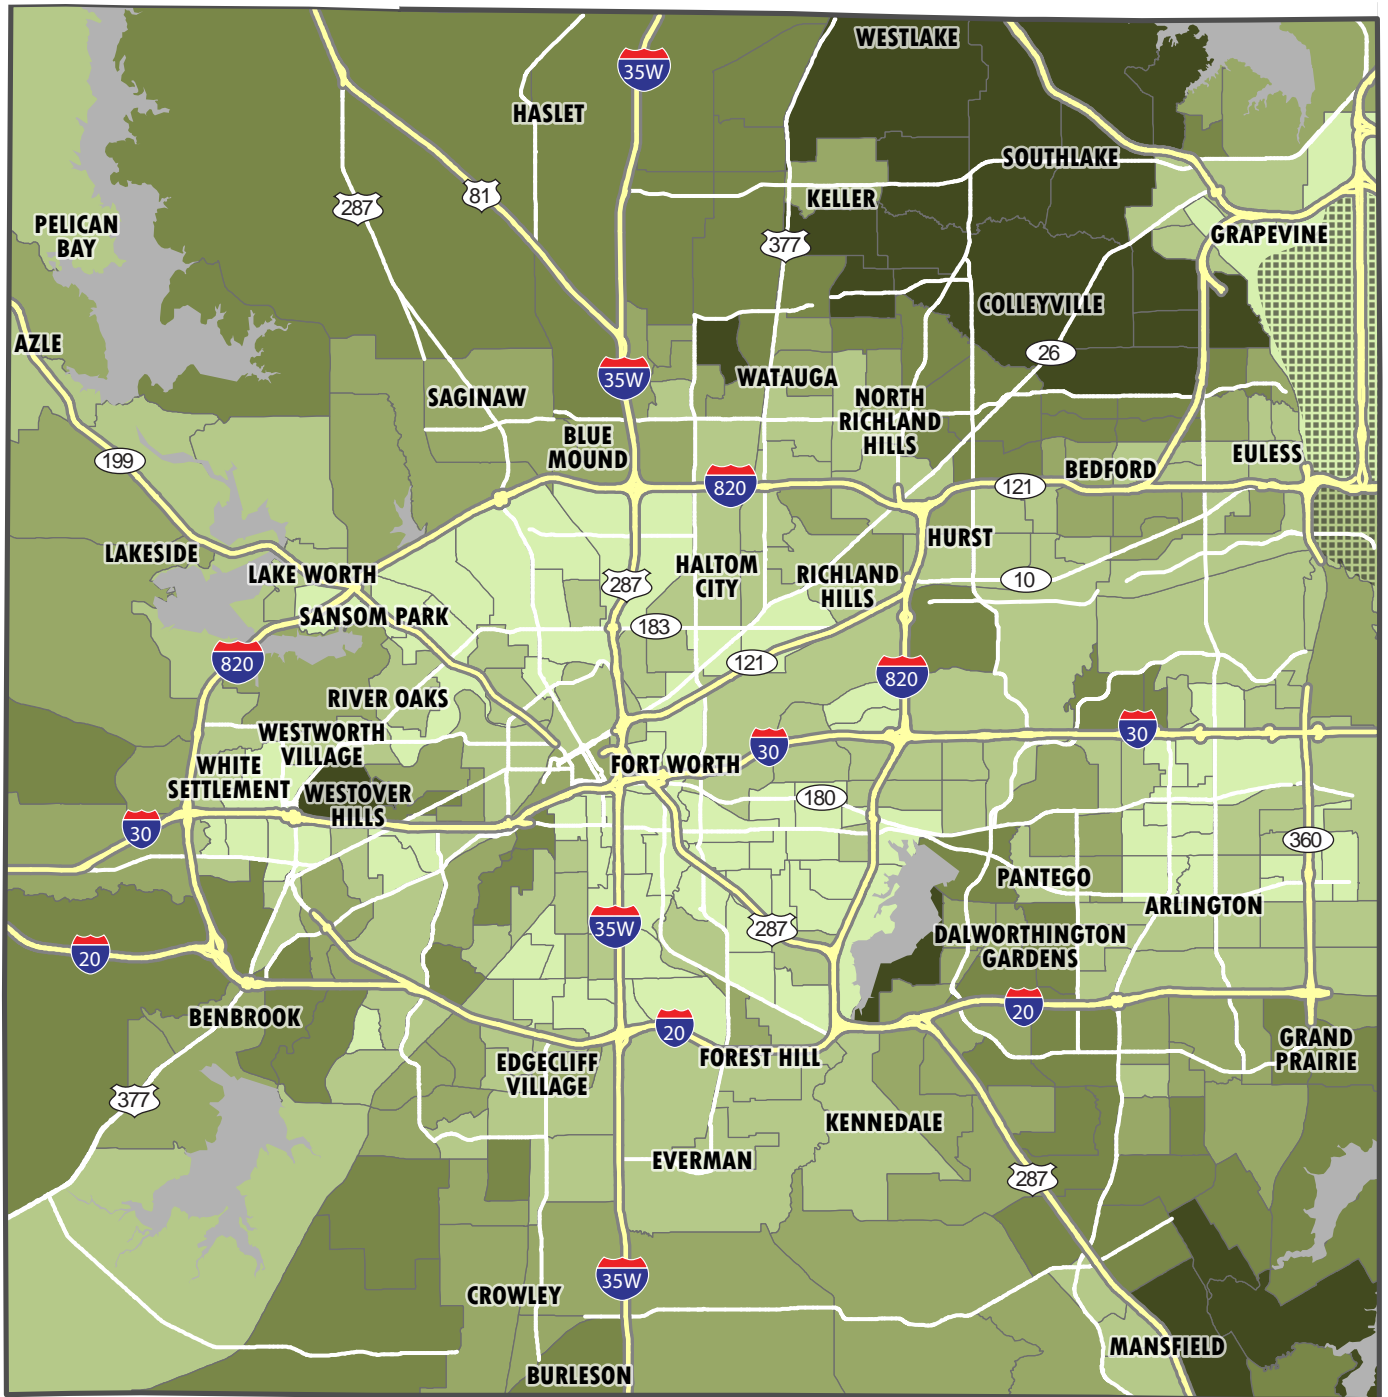 WESTLAKE
35W
HASLET
SOUTHLAKE
81
287
KELLER
PELICAN
BAY
377
GRAPEVINE
COLLEYVILLE
AZLE
26
35W
WATAUGA
SAGINAW
NORTH
RICHLAND
HILLS
BLUE
MOUND
EULESS
199
BEDFORD
820
121
HURST
LAKESIDE
HALTOM
CITY
LAKE WORTH
RICHLAND
HILLS
10
287
SANSOM PARK
183
820
121
820
RIVER OAKS
WESTWORTH
VILLAGE
30
30
WHITE
SETTLEMENT
FORT WORTH
WESTOVER
HILLS
180
30
360
PANTEGO
ARLINGTON
35W
287
DALWORTHINGTON
GARDENS
20
BENBROOK
20
20
GRAND
PRAIRIE
EDGECLIFF
VILLAGE
FOREST HILL
377
KENNEDALE
EVERMAN
287
35W
CROWLEY
MANSFIELD
BURLESON